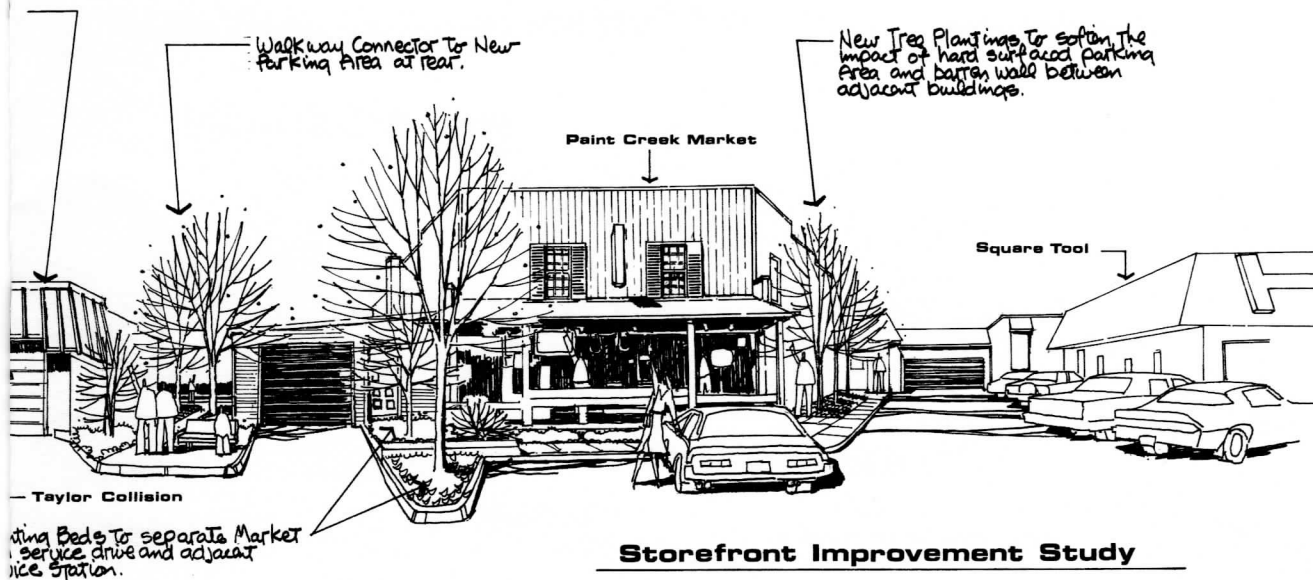 Walkway Connector To New
Parking Area at rear.
New Tree Plantings To soften The
impact of hard surfaced parking
Area and barren wall between
adjacent buildings.
Paint Creek Market
Square Tool
Taylor Collision
nting Beds To separate Market
service drive and adjacent
vice Station.
Storefront Improvement Study